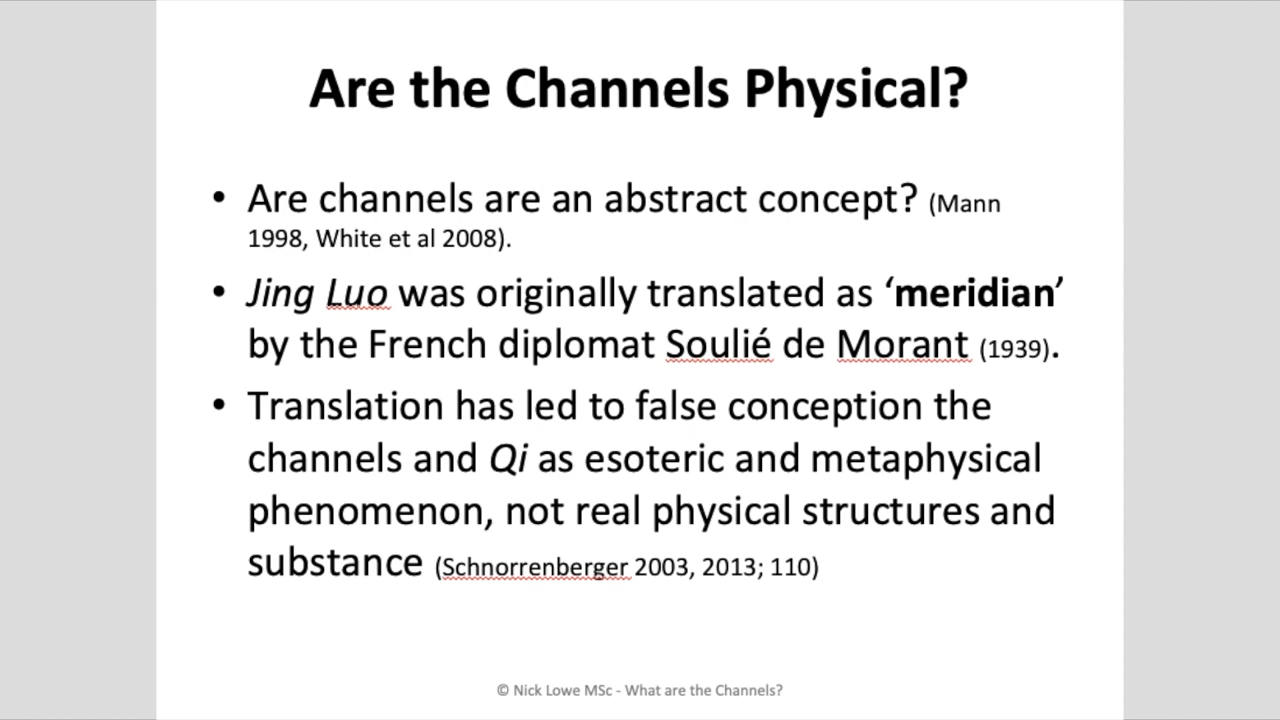 Are the Channels Physical?
• Are channels are an abstract concept? (Mann
1998, White et al 2008).
• Jing Luo was originally translated as ‘meridian’
by the French diplomat Soulié de Morant (1939).
• Translation has led to false conception the
channels and Qi as esoteric and metaphysical
phenomenon, not real physical structures and
substance (Schnorrenberger 2003, 2013; 110)
© Nick Lowe MSc - What are the Channels?